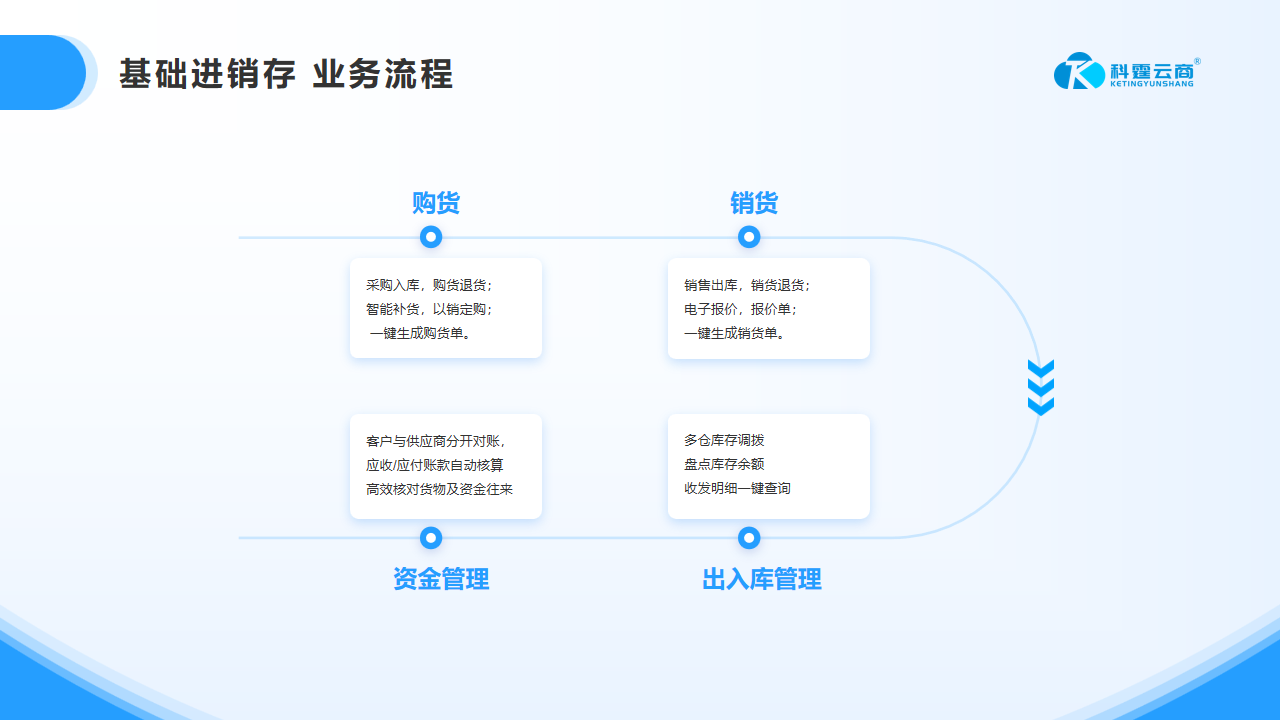 基础进销存 业务流程
科霆云商®
KETINGYUNSHANG
购货
采购入库，购货退货；
智能补货，以销定购；
一键生成购货单。
销货
销售出库，销货退货；
电子报价，报价单；
一键生成销货单。
客户与供应商分开对账，
应收/应付账款自动核算
高效核对货物及资金往来
资金管理
多仓库存调拨
盘点库存余额
收发明细一键查询
出入库管理